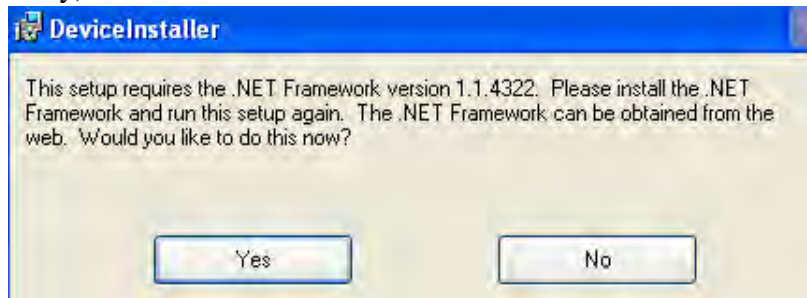 DeviceInstaller
This setup requires the .NET Framework version 1.1.4322.  Please install the .NET
Framework and run this setup again.  The .NET Framework can be obtained from the
web.  Would you like to do this now?
Yes No